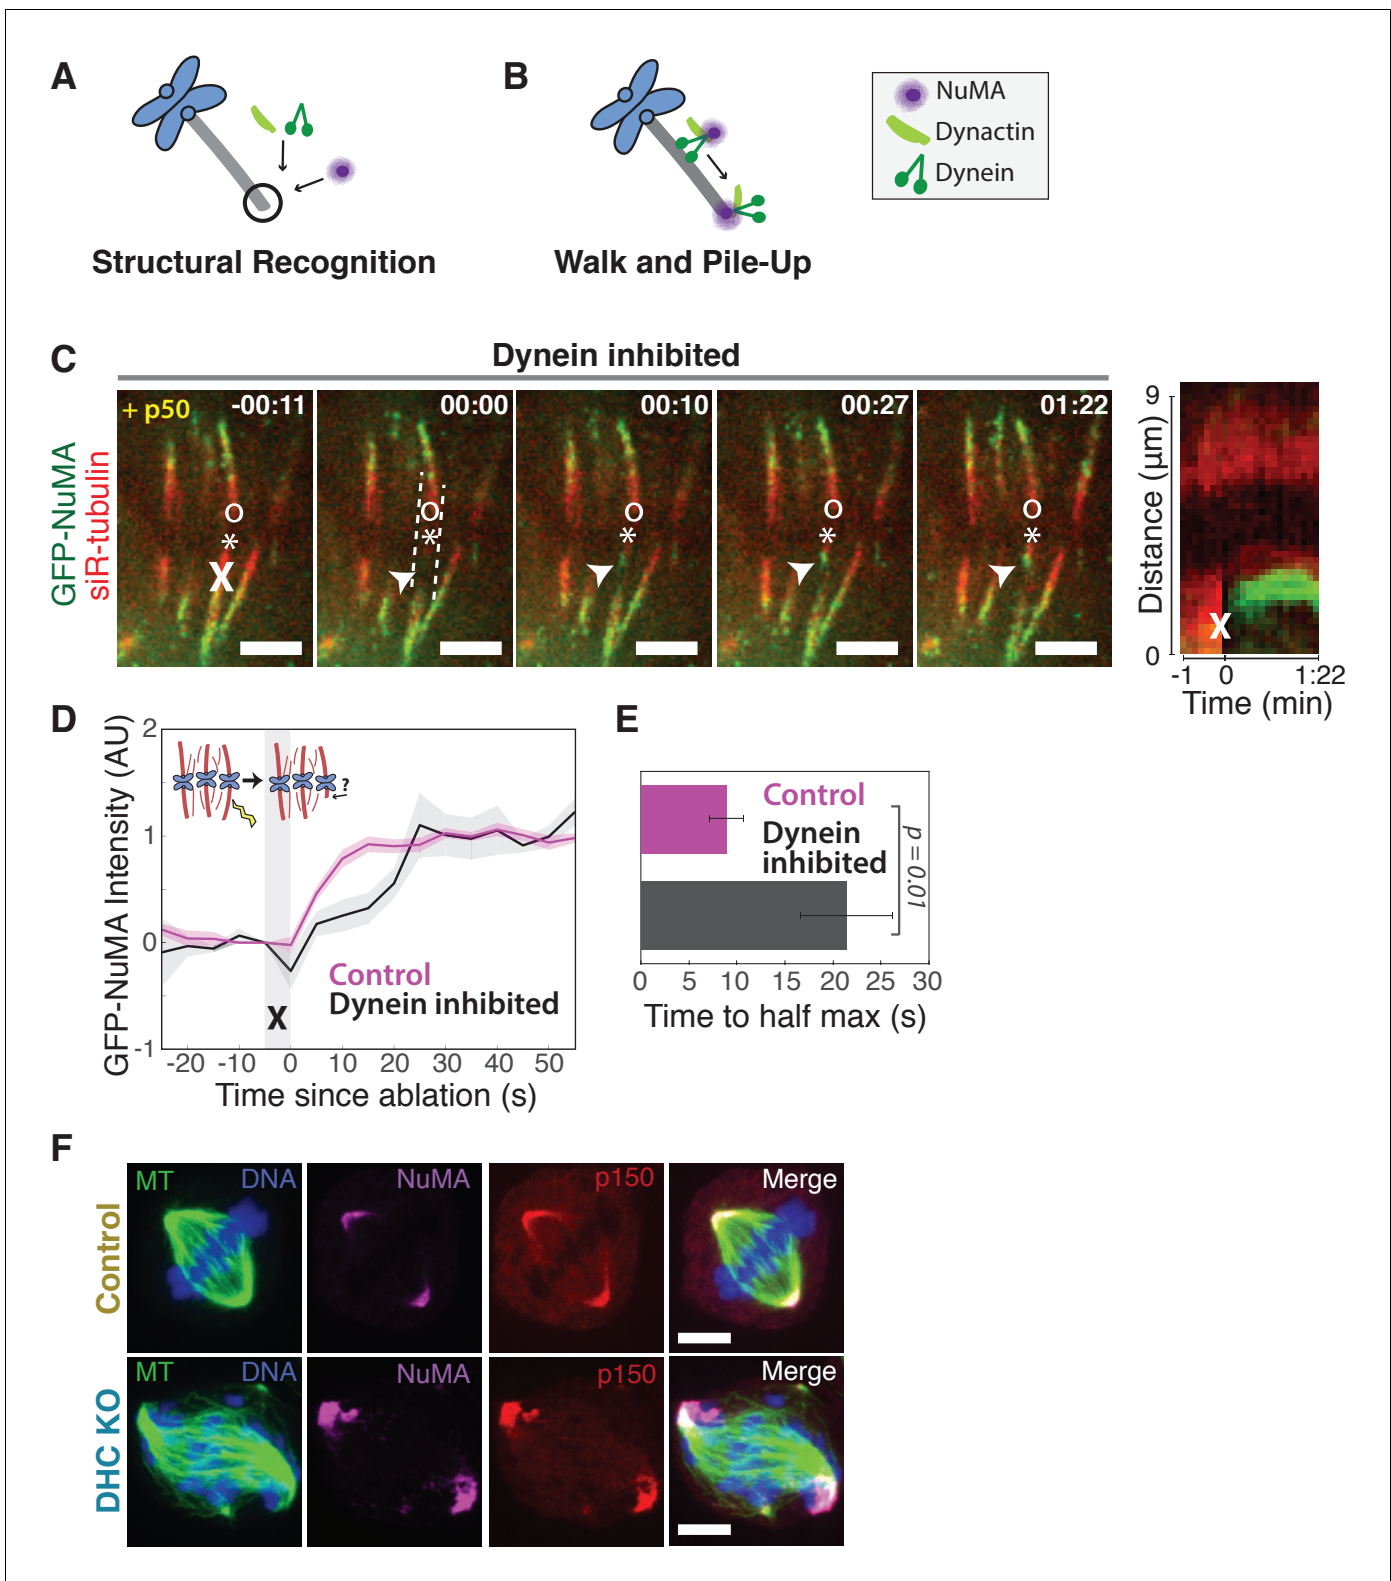 A
B
NuMA
Dynactin
Dynein
Structural Recognition
Walk and Pile-Up
C
Dynein inhibited
GFP-NuMA
siR-tubulin
+ p50
-00:11
00:00
00:10
00:27
01:22
O
*
X
O
*
O
*
O
*
O
*
Distance (µm)
9
0
X
-1
0
1:22
Time (min)
D
GFP-NuMA Intensity (AU)
2
1
0
-1
?
Control
Dynein inhibited
X
-20
-10
0
10
20
30
40
50
Time since ablation (s)
E
Control
Dynein
inhibited
p = 0.01
0
5
10
15
20
25
30
Time to half max (s)
F
Control
MT
DNA
NuMA
p150
Merge
DHC KO
MT
DNA
NuMA
p150
Merge